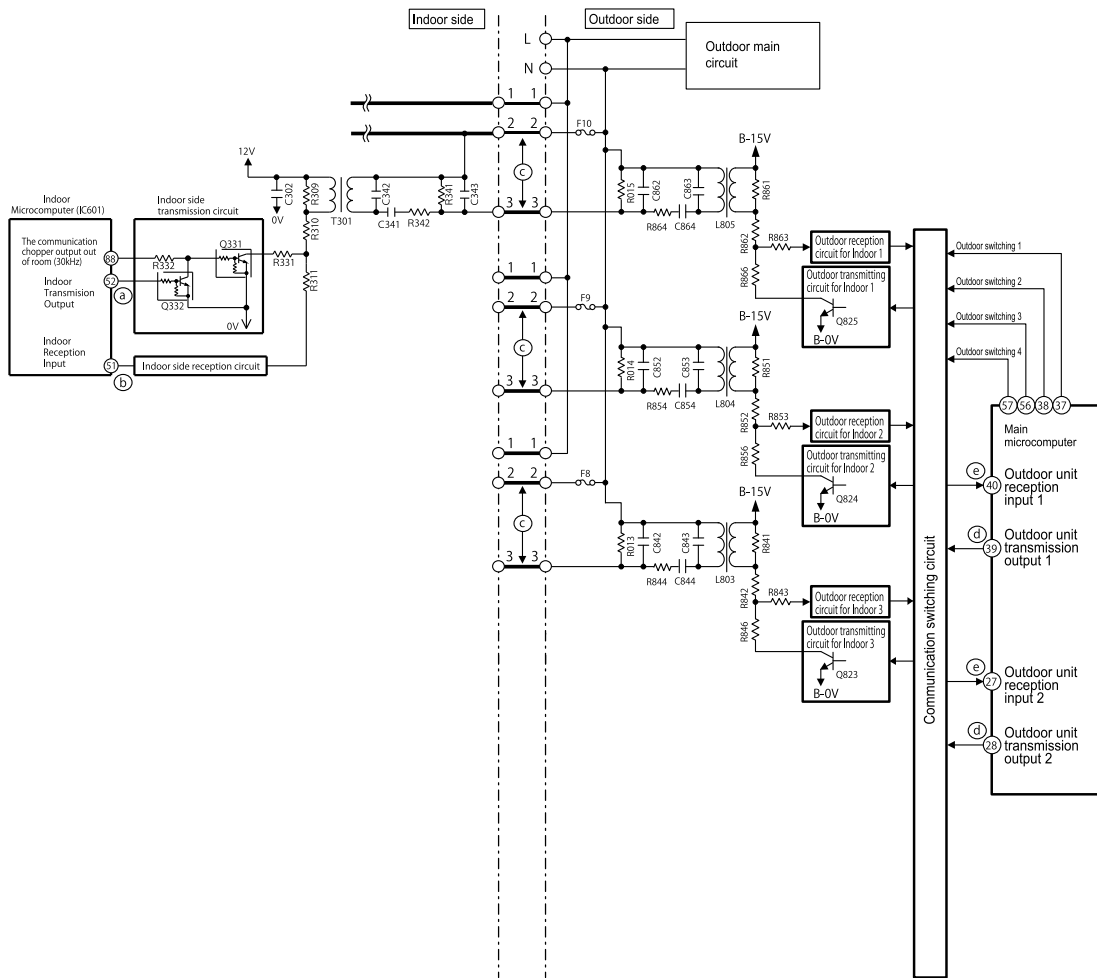 Indoor side
Outdoor side
L
N
Outdoor main
circuit
1 1
2 2
F10
c
3 3
12V
C302
0V
R309
R310
R311
T301
C342
C341
R342
R341
C343
Indoor
Microcomputer (IC601)
Indoor side
transmission circuit
The communication
chopper output out
of room (30kHz)
88
R332
Q331
R331
Indoor
Transmision
Output
52
a
Q332
0V
Indoor
Reception
Input
51
b
Indoor side reception circuit
R015
C862
C863
R864
C864
L805
B-15V
R861
R862
R863
R866
Outdoor reception
circuit for Indoor 1
Outdoor transmitting
circuit for Indoor 1
Q825
B-0V
1 1
2 2
F9
c
3 3
R014
C852
C853
R854
C854
L804
B-15V
R851
R852
R853
R856
Outdoor reception
circuit for Indoor 2
Outdoor transmitting
circuit for Indoor 2
Q824
B-0V
1 1
2 2
F8
c
3 3
R013
C842
C843
R844
C844
L803
B-15V
R841
R842
R843
R846
Outdoor reception
circuit for Indoor 3
Outdoor transmitting
circuit for Indoor 3
Q823
B-0V
Communication switching circuit
Outdoor switching 1
Outdoor switching 2
Outdoor switching 3
Outdoor switching 4
57 56 38 37
Main
microcomputer
e
40
Outdoor unit
reception
input 1
d
39
Outdoor unit
transmission
output 1
e
27
Outdoor unit
reception
input 2
d
28
Outdoor unit
transmission
output 2